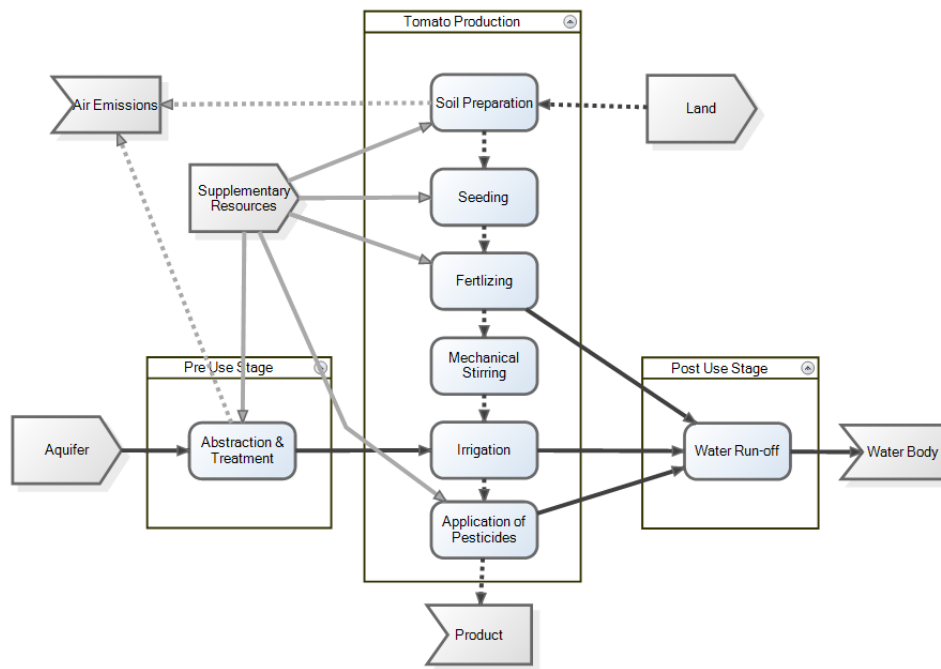 Tomato Production
Air Emissions
Soil Preparation
Land
Supplementary
Resources
Seeding
Fertlizing
Mechanical
Stirring
Pre Use Stage
Post Use Stage
Aquifer
Abstraction &
Treatment
Irrigation
Water Run-off
Water Body
Application of
Pesticides
Product